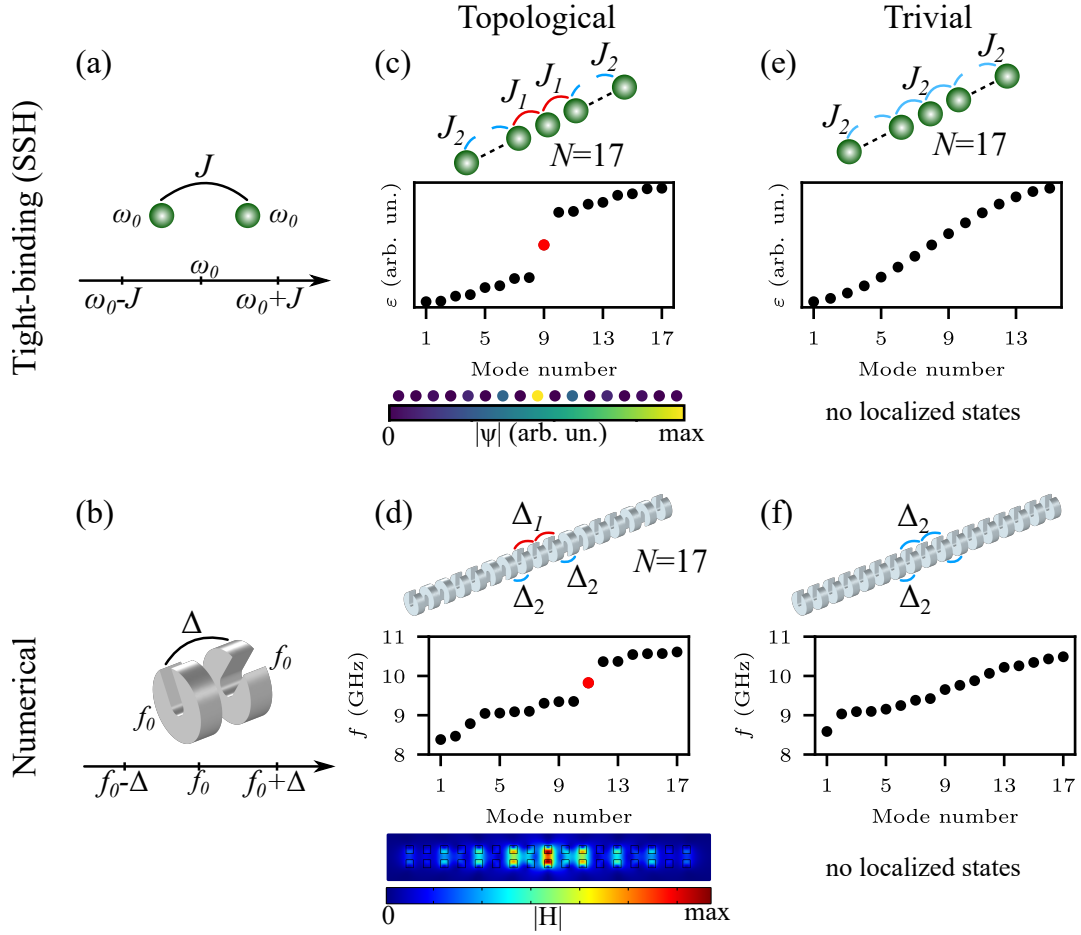 Topological
Trivial
Tight-binding (SSH)
(a)
J
ω0
ω0
ω0
ω0-J
ω0+J
(c)
J2
J1
J1
J2
N=17
ε (arb. un.)
1 5 9 13 17
Mode number
0
|ψ| (arb. un.)
max
(e)
J2
J2
J2
N=17
ε (arb. un.)
1 5 9 13
Mode number
no localized states
Numerical
(b)
Δ
f0
f0
f0-Δ
f0
f0+Δ
(d)
Δ1
Δ2
Δ2
N=17
f (GHz)
11
10
9
8
1 5 9 13 17
Mode number
0
|H|
max
(f)
Δ2
Δ2
f (GHz)
11
10
9
8
1 5 9 13 17
Mode number
no localized states